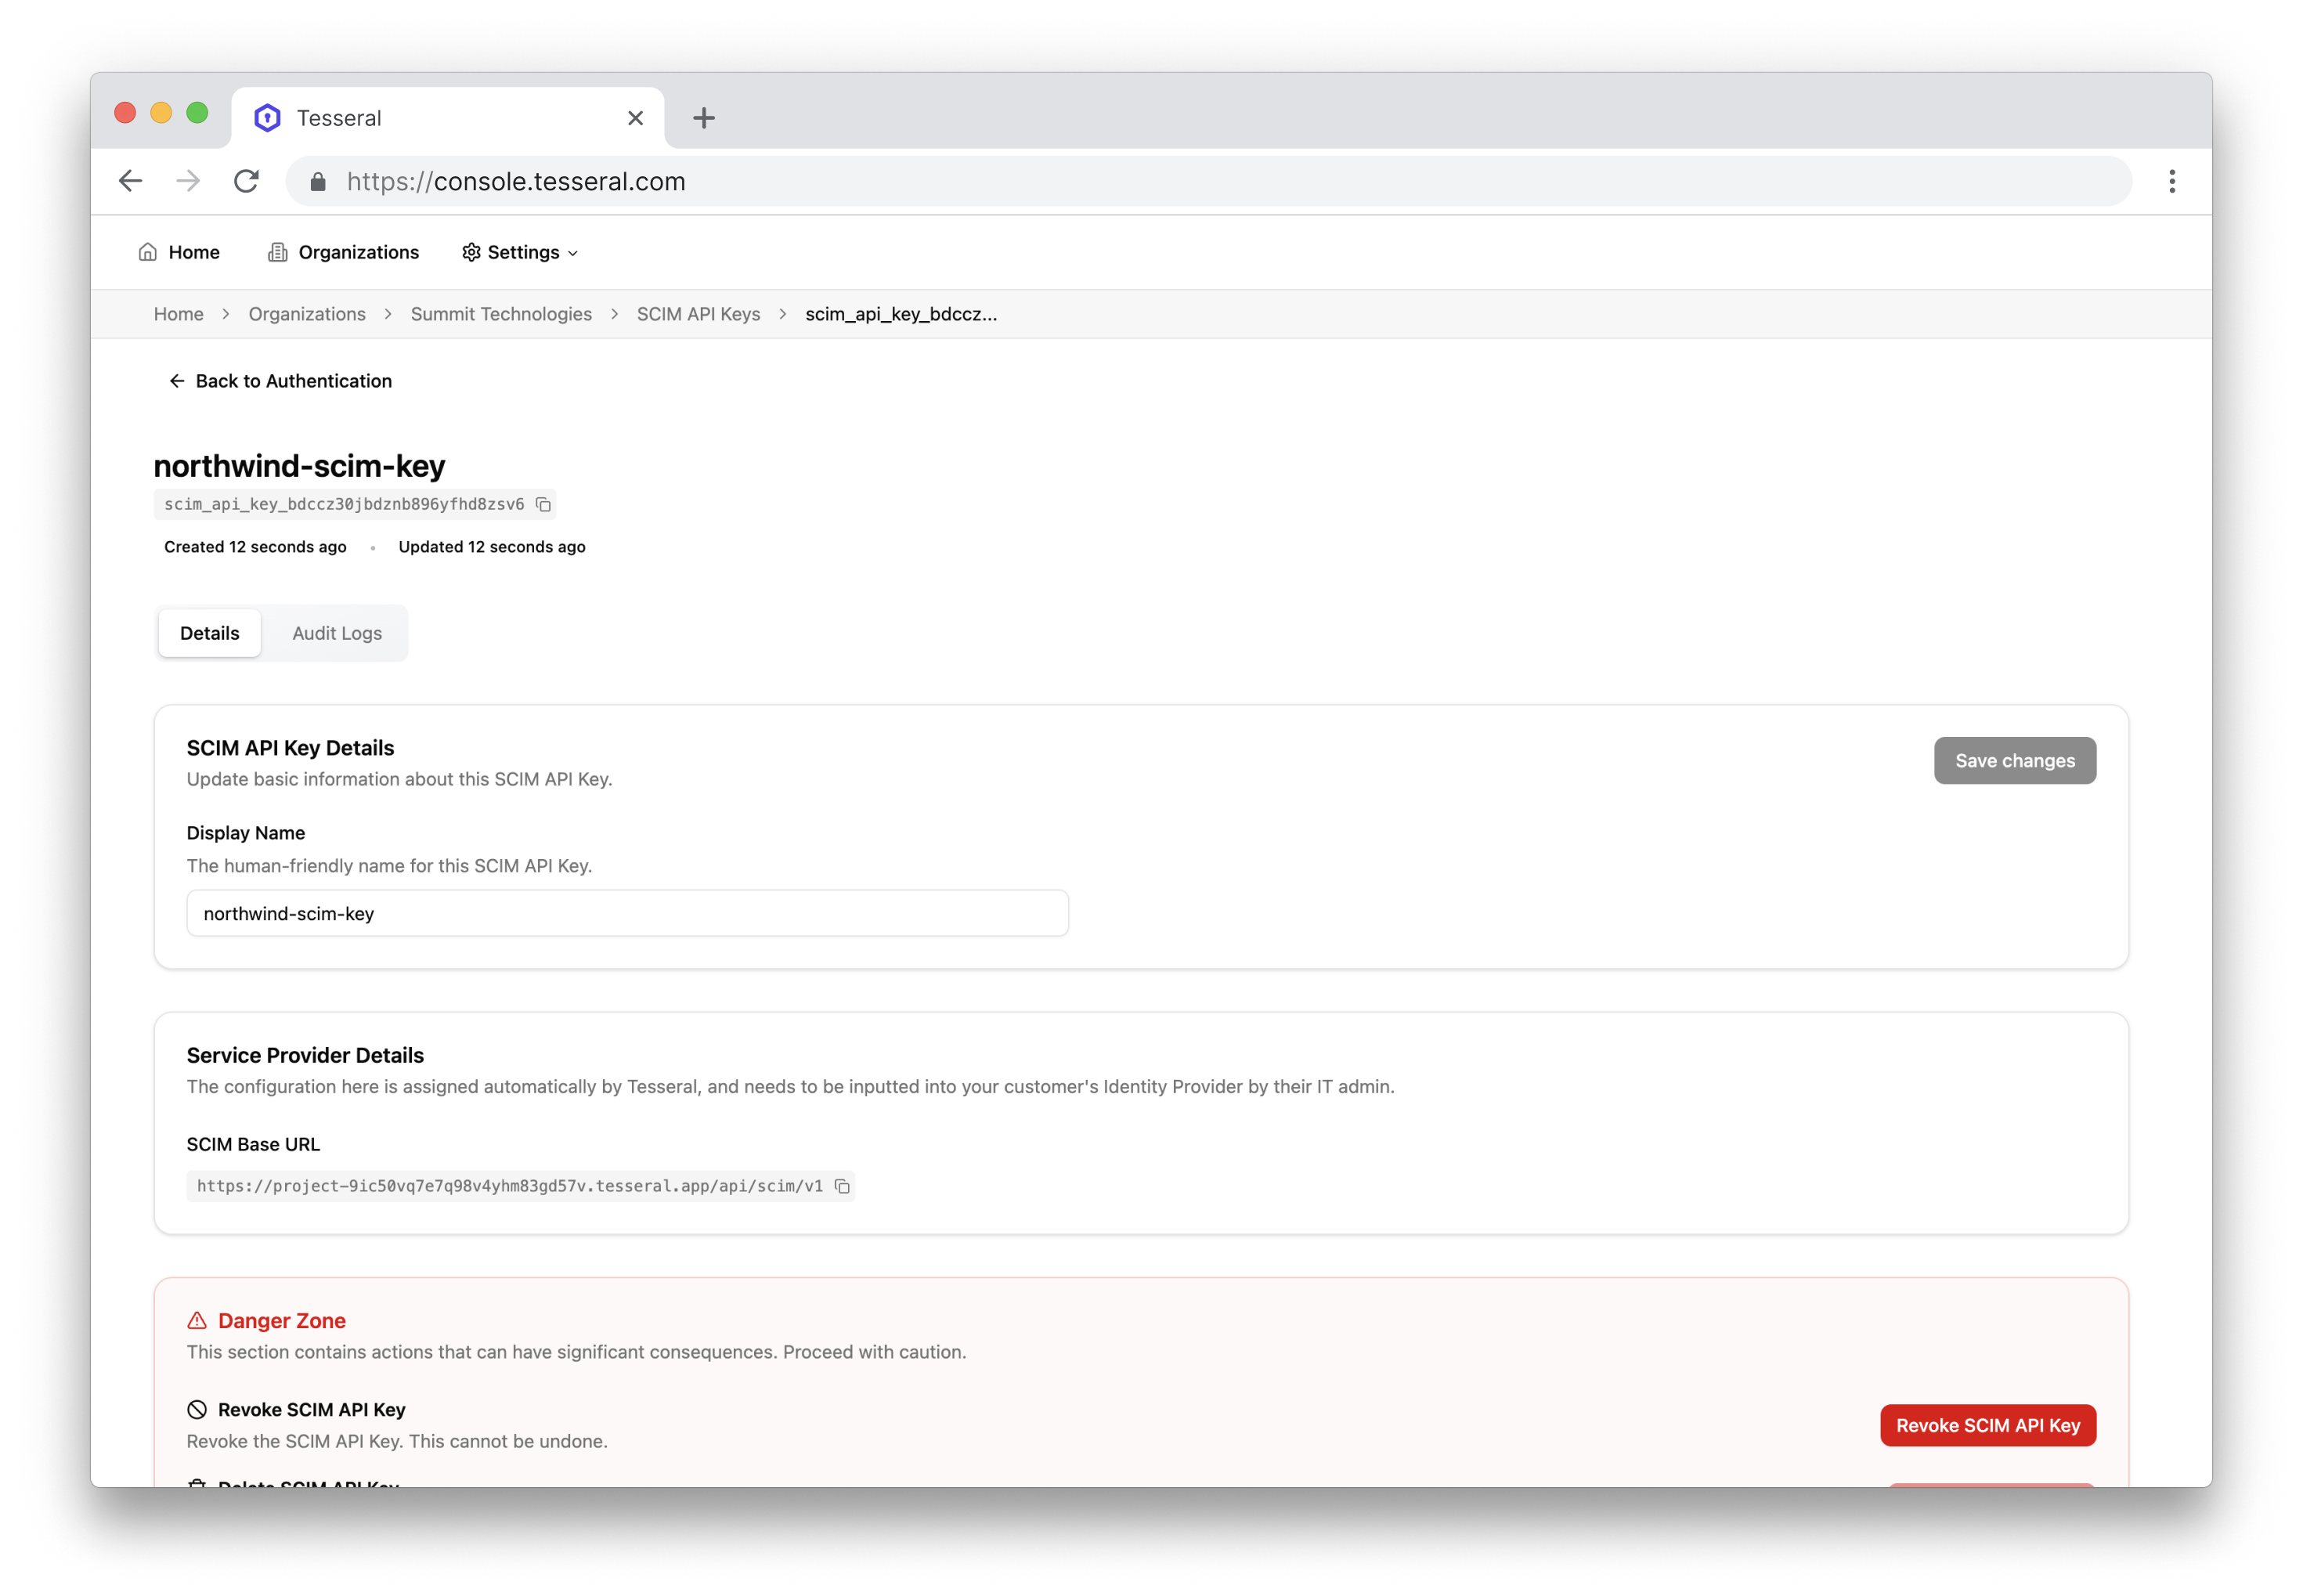 Tesseral
https://console.tesseral.com
Home Organizations Settings
Home > Organizations > Summit Technologies > SCIM API Keys > scim_api_key_bdccz...
Back to Authentication
northwind-scim-key
scim_api_key_bdccz30jbdznb896yfhd8zsv6
Created 12 seconds ago • Updated 12 seconds ago
Details Audit Logs
SCIM API Key Details
Save changes
Update basic information about this SCIM API Key.
Display Name
The human-friendly name for this SCIM API Key.
northwind-scim-key
Service Provider Details
The configuration here is assigned automatically by Tesseral, and needs to be inputted into your customer's Identity Provider by their IT admin.
SCIM Base URL
https://project-9ic50vq7e7q98v4yhm83gd57v.tesseral.app/api/scim/v1
Danger Zone
This section contains actions that can have significant consequences. Proceed with caution.
Revoke SCIM API Key
Revoke SCIM API Key
Revoke the SCIM API Key. This cannot be undone.
Delete SCIM API Key